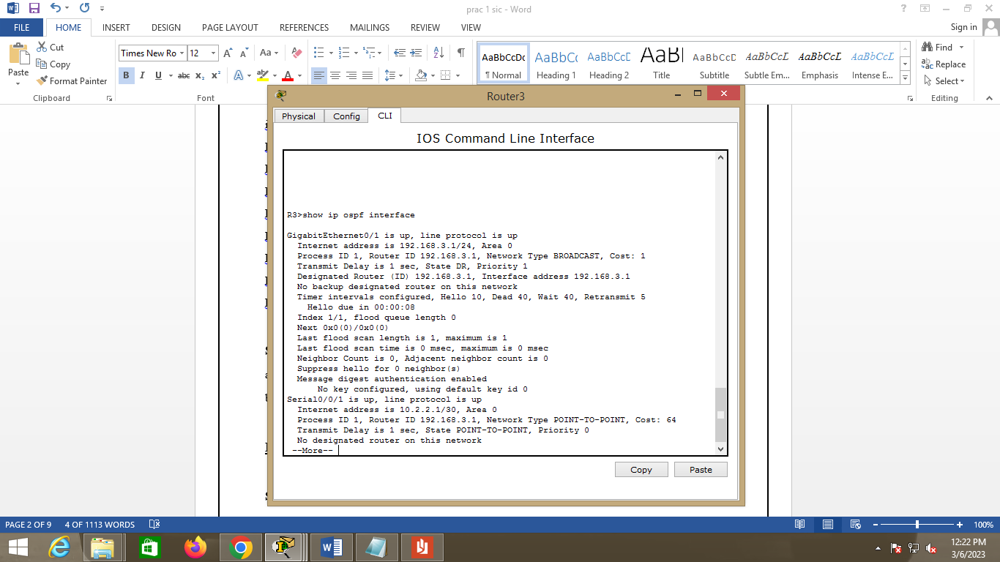 prac 1 sic - Word
FILE
HOME
INSERT
DESIGN
PAGE LAYOUT
REFERENCES
MAILINGS
REVIEW
VIEW
Sign in
Paste
Cut
Copy
Format Painter
Clipboard
Times New Ro
12
Aa
B I U abc x₂ x²
Font
AaBbCcDc
¶ Normal
AaBbCc
Heading 1
AaBbCcD
Heading 2
AaBl
Title
AaBbCcD
Subtitle
AaBbCcL
Subtle Em...
AaBbCcL
Emphasis
AaBbCcL
Intense E...
Find
Replace
Select
Editing
Router3
Physical
Config
CLI
IOS Command Line Interface
R3>show ip ospf interface
GigabitEthernet0/1 is up, line protocol is up
Internet address is 192.168.3.1/24, Area 0
Process ID 1, Router ID 192.168.3.1, Network Type BROADCAST, Cost: 1
Transmit Delay is 1 sec, State DR, Priority 1
Designated Router (ID) 192.168.3.1, Interface address 192.168.3.1
No backup designated router on this network
Timer intervals configured, Hello 10, Dead 40, Wait 40, Retransmit 5
Hello due in 00:00:08
Index 1/1, flood queue length 0
Next 0x0(0)/0x0(0)
Last flood scan length is 1, maximum is 1
Last flood scan time is 0 msec, maximum is 0 msec
Neighbor Count is 0, Adjacent neighbor count is 0
Suppress hello for 0 neighbor(s)
Message digest authentication enabled
No key configured, using default key id 0
Serial0/0/1 is up, line protocol is up
Internet address is 10.2.2.1/30, Area 0
Process ID 1, Router ID 192.168.3.1, Network Type POINT-TO-POINT, Cost: 64
Transmit Delay is 1 sec, State POINT-TO-POINT, Priority 0
No designated router on this network
--More--
Copy
Paste
PAGE 2 OF 9
4 OF 1113 WORDS
100%
12:22 PM
3/6/2023